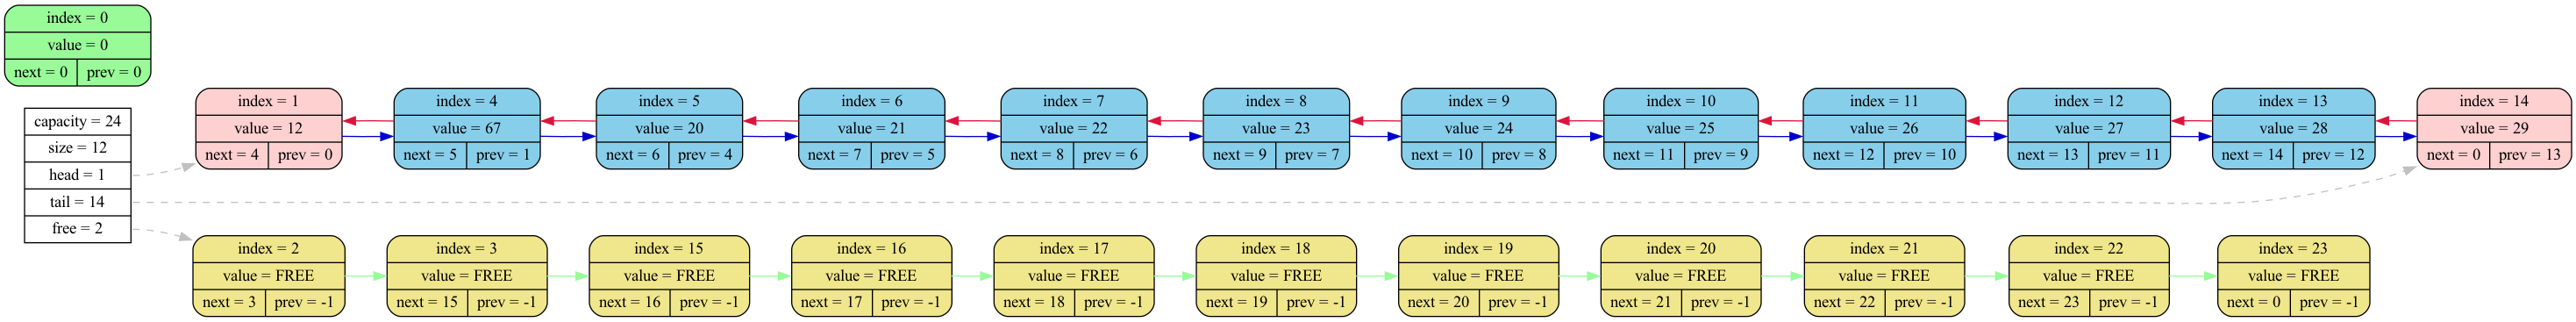 index = 0
value = 0
next = 0 prev = 0
capacity = 24
size = 12
head = 1
tail = 14
free = 2
index = 1
value = 12
next = 4 prev = 0
index = 4
value = 67
next = 5 prev = 1
index = 5
value = 20
next = 6 prev = 4
index = 6
value = 21
next = 7 prev = 5
index = 7
value = 22
next = 8 prev = 6
index = 8
value = 23
next = 9 prev = 7
index = 9
value = 24
next = 10 prev = 8
index = 10
value = 25
next = 11 prev = 9
index = 11
value = 26
next = 12 prev = 10
index = 12
value = 27
next = 13 prev = 11
index = 13
value = 28
next = 14 prev = 12
index = 14
value = 29
next = 0 prev = 13
index = 2
value = FREE
next = 3 prev = -1
index = 3
value = FREE
next = 15 prev = -1
index = 15
value = FREE
next = 16 prev = -1
index = 16
value = FREE
next = 17 prev = -1
index = 17
value = FREE
next = 18 prev = -1
index = 18
value = FREE
next = 19 prev = -1
index = 19
value = FREE
next = 20 prev = -1
index = 20
value = FREE
next = 21 prev = -1
index = 21
value = FREE
next = 22 prev = -1
index = 22
value = FREE
next = 23 prev = -1
index = 23
value = FREE
next = 0 prev = -1